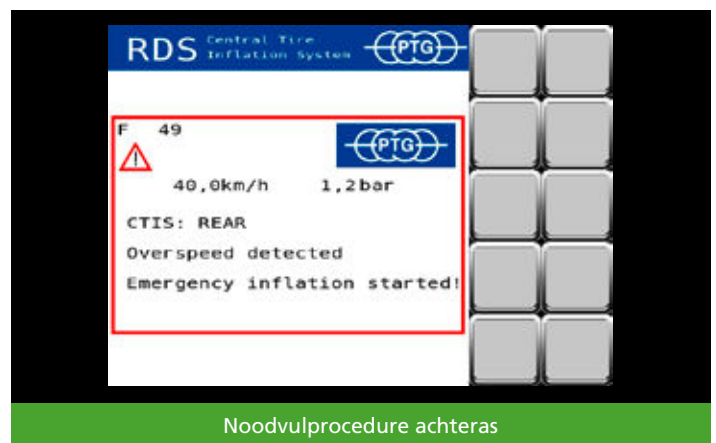 RDS Central Tire Inflation System PTG
F 49
PTG
40,0km/h 1,2bar
CTIS: REAR
Overspeed detected
Emergency inflation started!
Noodvulprocedure achteras